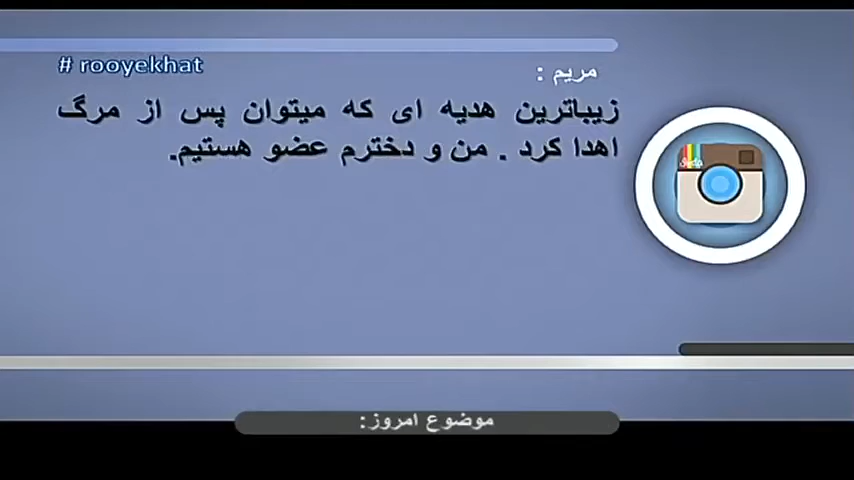 # rooyekhat
مریم :
زیباترین هدیه ای که میتوان پس از مرگ
اهدا کرد . من و دخترم عضو هستیم.
موضوع امروز: